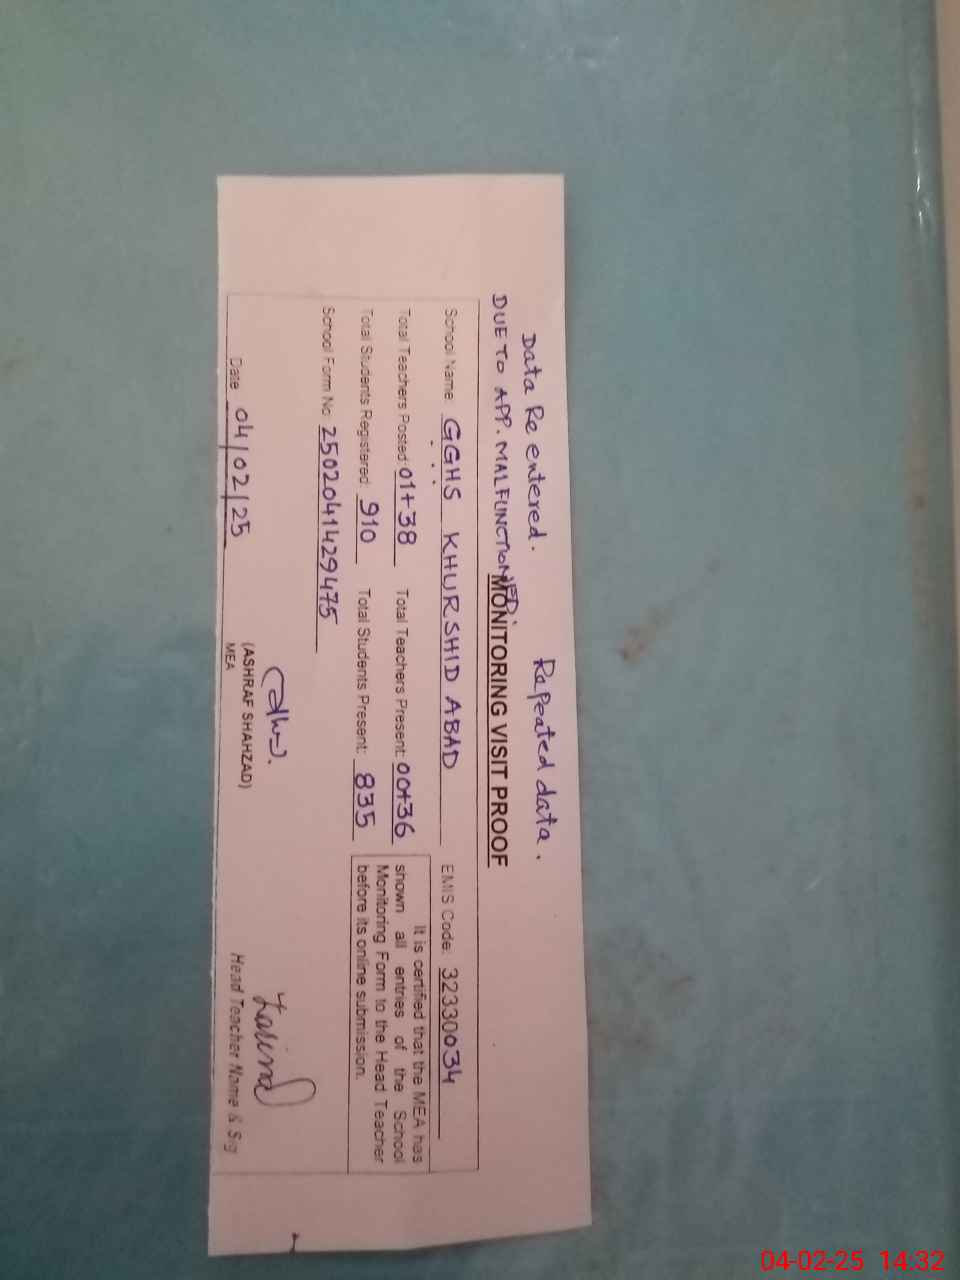 Data Re entered. Repeated data.
DUE TO APP. MALFUNCTIONED.
MONITORING VISIT PROOF
School Name: GGHS KHURSHID ABAD EMIS Code: 32330034
Total Teachers Posted: 01+38 Total Teachers Present: 00+36
Total Students Registered: 910 Total Students Present: 835
It is certified that the MEA has
shown all entries of the School
Monitoring Form to the Head Teacher
before its online submission.
School Form No: 2502041429475
(ASHRAF SHAHZAD)
MEA
Date 04/02/25
Head Teacher Name & Sig
04-02-25 14:32